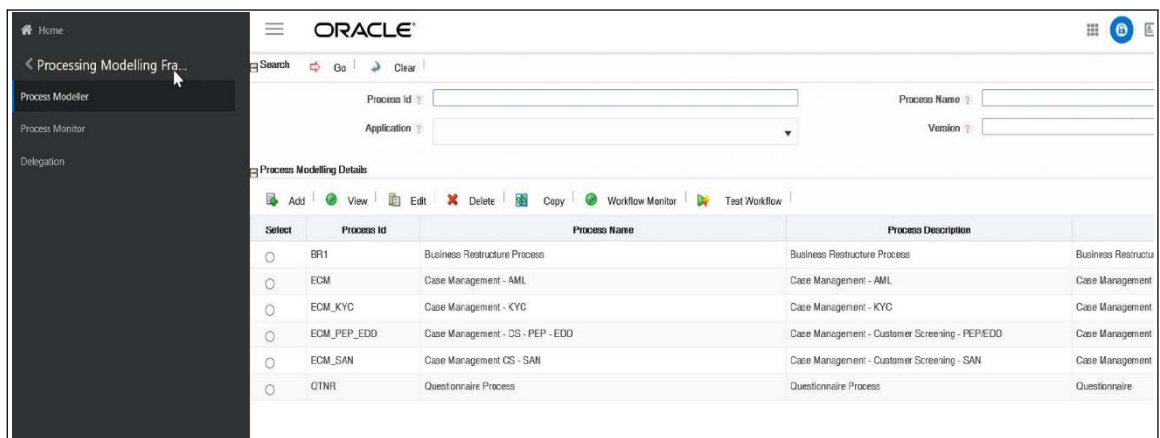 Home
ORACLE
Processing Modelling Fra...
Process Modeller
Process Monitor
Delegation
Search Go Clear
Process Id ? Process Name ?
Application ? Version ?
Process Modelling Details
Add View Edit Delete Copy Workflow Monitor Test Workflow
Select Process Id Process Name Process Description
BR1 Business Restructure Process Business Restructure Process Business Restructu
ECM Case Management - AML Case Management - AML Case Management
ECM_KYC Case Management - KYC Case Management - KYC Case Management
ECM_PEP_EDD Case Management - CS - PEP - EDD Case Management - Customer Screening - PEP/EDD Case Management
ECM_SAN Case Management CS - SAN Case Management - Customer Screening - SAN Case Management
QTNR Questionnaire Process Questionnaire Process Questionnaire